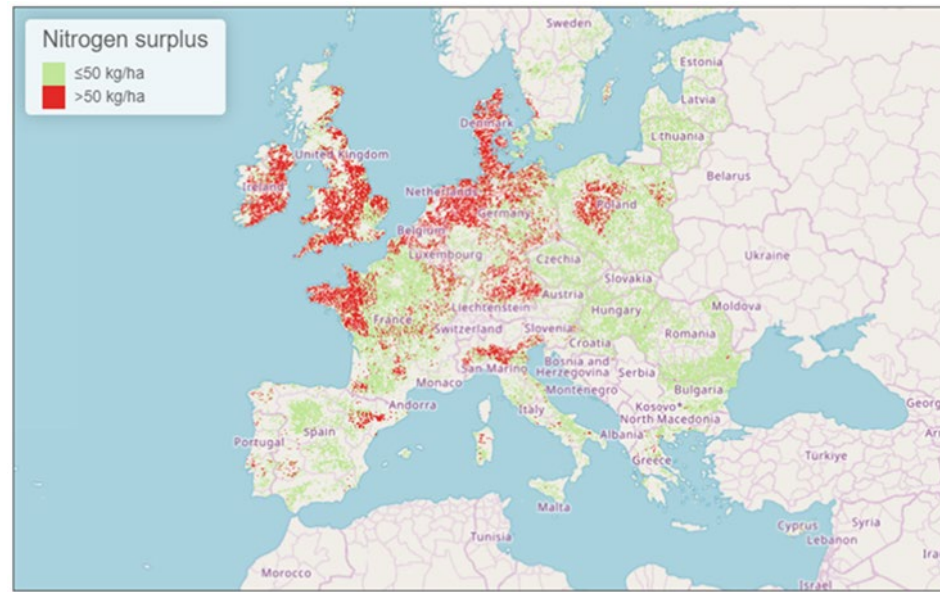 Nitrogen surplus
≤50 kg/ha
>50 kg/ha
Sweden
Estonia
Latvia
Lithuania
Denmark
United Kingdom
Ireland
Belarus
Netherlands
Germany
Poland
Belgium
Luxembourg
Czechia
Ukraine
Slovakia
Austria
Moldova
Liechtenstein
Hungary
France
Switzerland
Slovenia
Romania
Croatia
San Marino
Bosnia and
Herzegovina
Serbia
Monaco
Montenegro
Bulgaria
Andorra
Italy
Kosovo*
North Macedonia
Georg
Portugal
Spain
Albania
Ar
Greece
Türkiye
Malta
Cyprus
Syria
Tunisia
Lebanon
Ira
Morocco
Israel